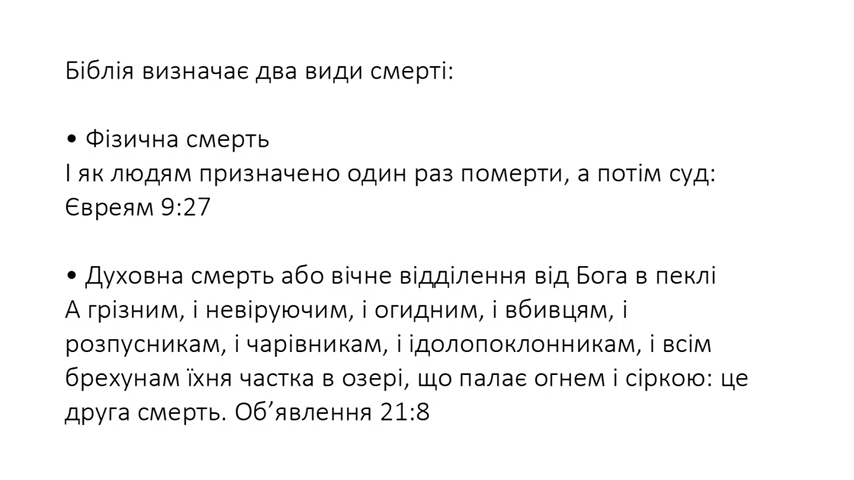 Біблія визначає два види смерті:
• Фізична смерть
І як людям призначено один раз померти, а потім суд:
Євреям 9:27
• Духовна смерть або вічне відділення від Бога в пеклі
А грізним, і невіруючим, і огидним, і вбивцям, і
розпусникам, і чарівникам, і ідолопоклонникам, і всім
брехунам їхня частка в озері, що палає огнем і сіркою: це
друга смерть. Об’явлення 21:8